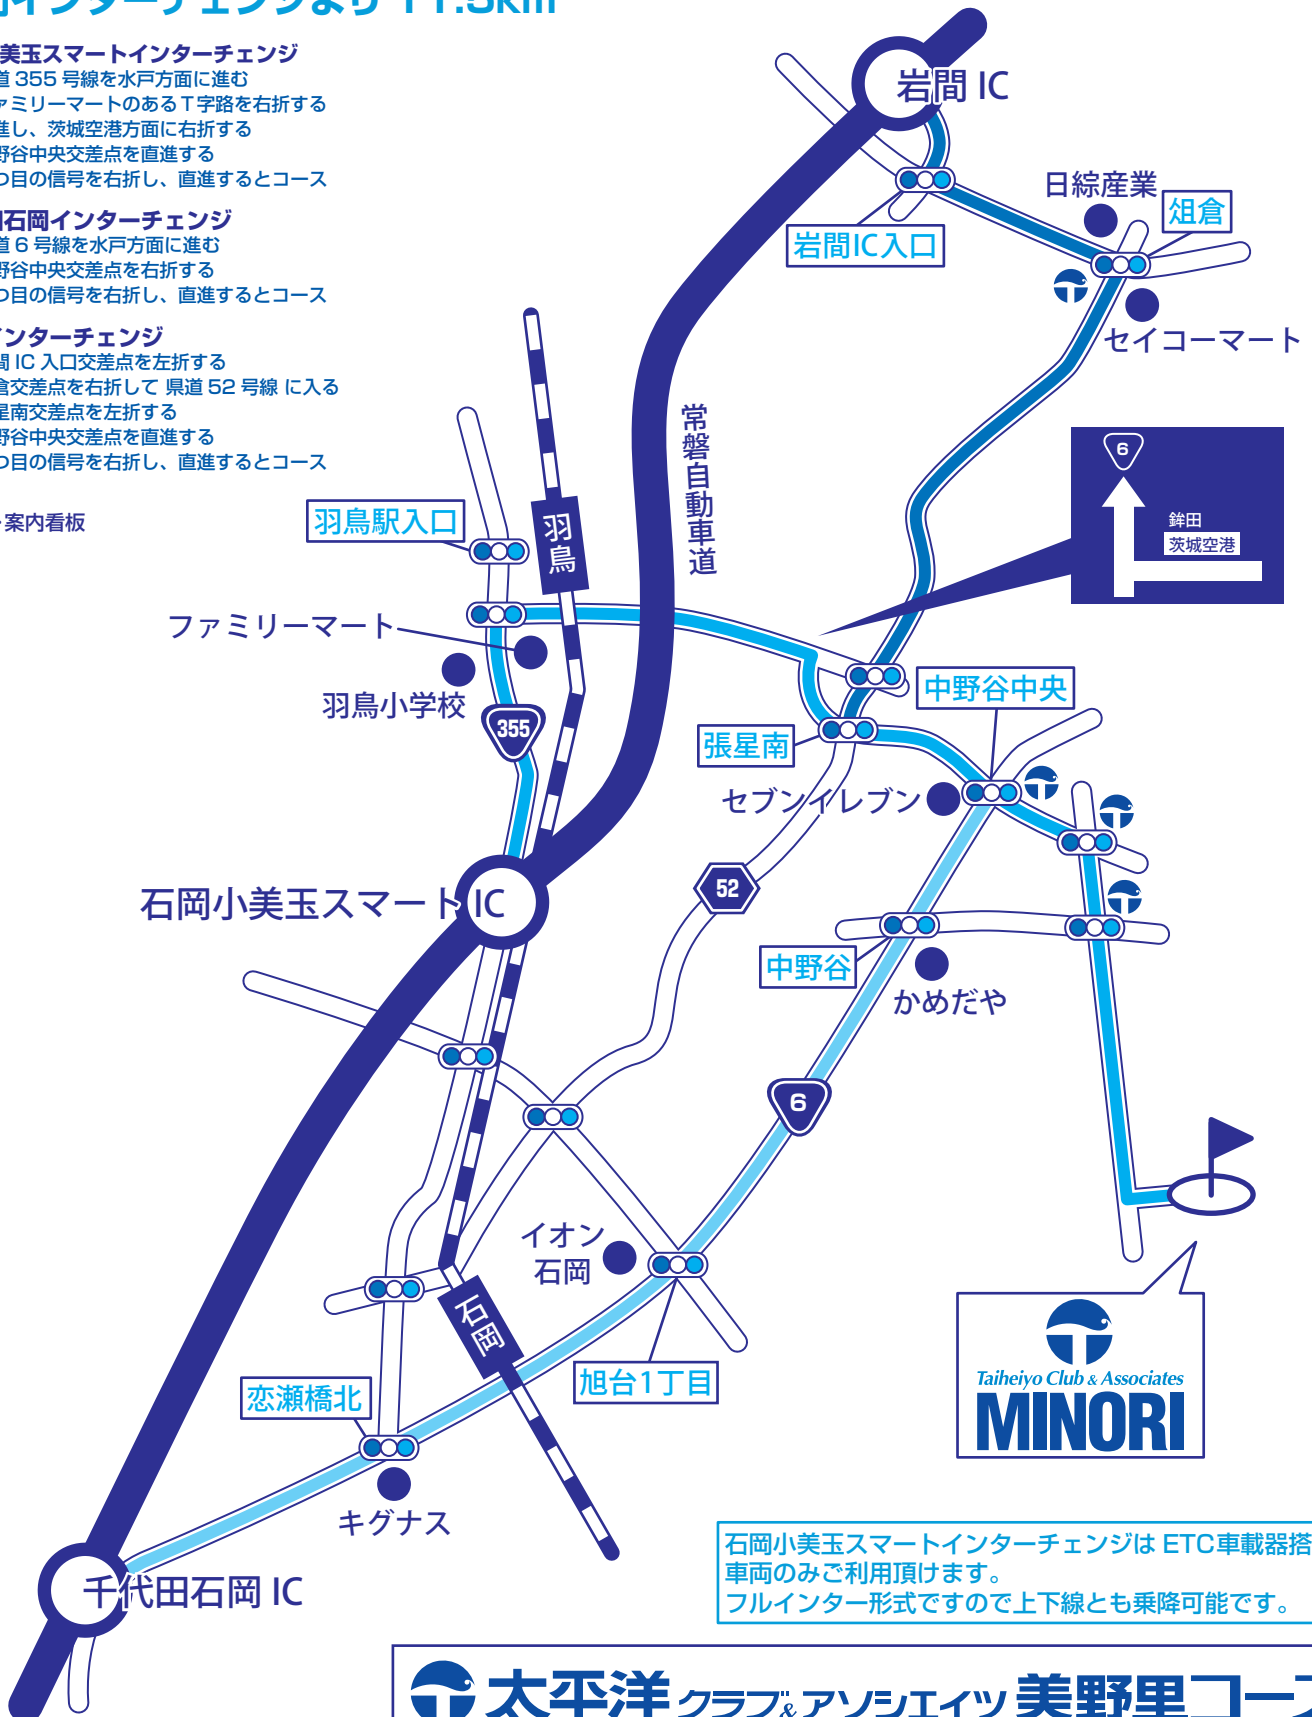 インターチェンジより 11.5km
美玉スマートインターチェンジ
道 355 号線を水戸方面に進む
ァミリーマートのあるT字路を右折する
進し、茨城空港方面に右折する
野谷中央交差点を直進する
つ目の信号を右折し、直進するとコース
石岡インターチェンジ
道 6 号線を水戸方面に進む
野谷中央交差点を右折する
つ目の信号を右折し、直進するとコース
インターチェンジ
間 IC 入口交差点を左折する
倉交差点を右折して 県道 52 号線 に入る
星南交差点を左折する
野谷中央交差点を直進する
つ目の信号を右折し、直進するとコース
案内看板
岩間 IC
日綜産業
俎倉
岩間IC入口
セイコーマート
常磐自動車道
6
鉾田
茨城空港
羽鳥駅入口
羽鳥
ファミリーマート
羽鳥小学校
355
中野谷中央
張星南
セブンイレブン
52
石岡小美玉スマート IC
中野谷
かめだや
6
イオン
石岡
石岡
旭台1丁目
恋瀬橋北
キグナス
Taiheiyo Club & Associates
MINORI
千代田石岡 IC
石岡小美玉スマートインターチェンジは ETC車載器搭
車両のみご利用頂けます。
フルインター形式ですので上下線とも乗降可能です。
太平洋クラブ&アソシエイツ 美野里コース